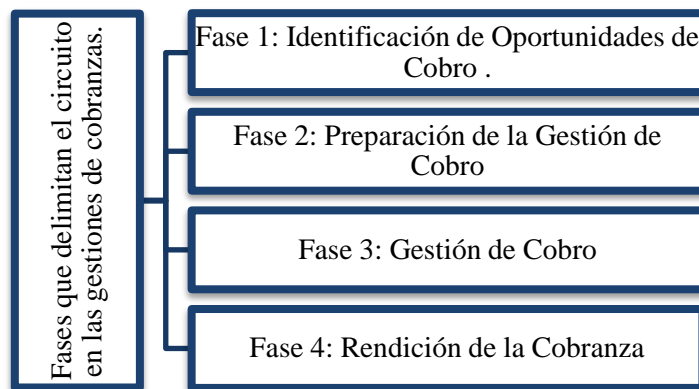 Fases que delimitan el circuito
en las gestiones de cobranzas.
Fase 1: Identificación de Oportunidades de
Cobro .
Fase 2: Preparación de la Gestión de
Cobro
Fase 3: Gestión de Cobro
Fase 4: Rendición de la Cobranza